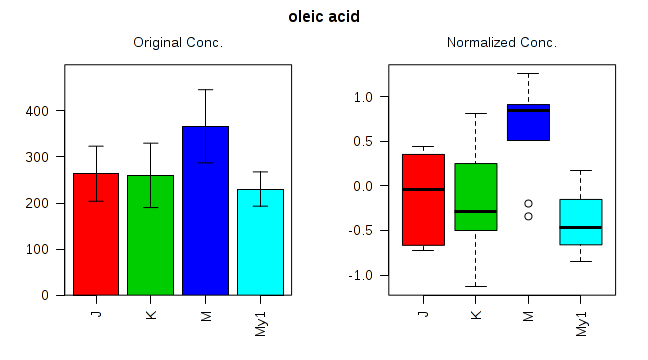 oleic acid
Original Conc.
400
300
200
100
0
J
K
M
My1
Normalized Conc.
1.0
0.5
0.0
-0.5
-1.0
J
K
M
My1